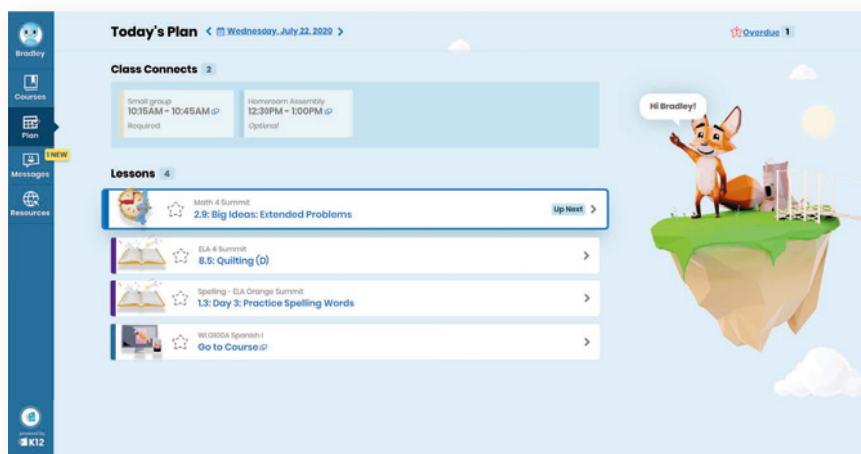 Today's Plan < Wednesday, July 22, 2020 >
Overdue 1
Bradley
Courses
Plan
1 NEW
Messages
Resources
Class Connects 2
Small group
10:15AM - 10:45AM
Required
Homeroom Assembly
12:30PM - 1:00PM
Optional
Hi Bradley!
Lessons 4
Math 4 Summit
2.9: Big Ideas: Extended Problems
Up Next >
ELA 4 Summit
8.5: Quilting (D)
Spelling - ELA Orange Summit
1.3: Day 3: Practice Spelling Words
Spanish I
Go to Course
powered by
K12